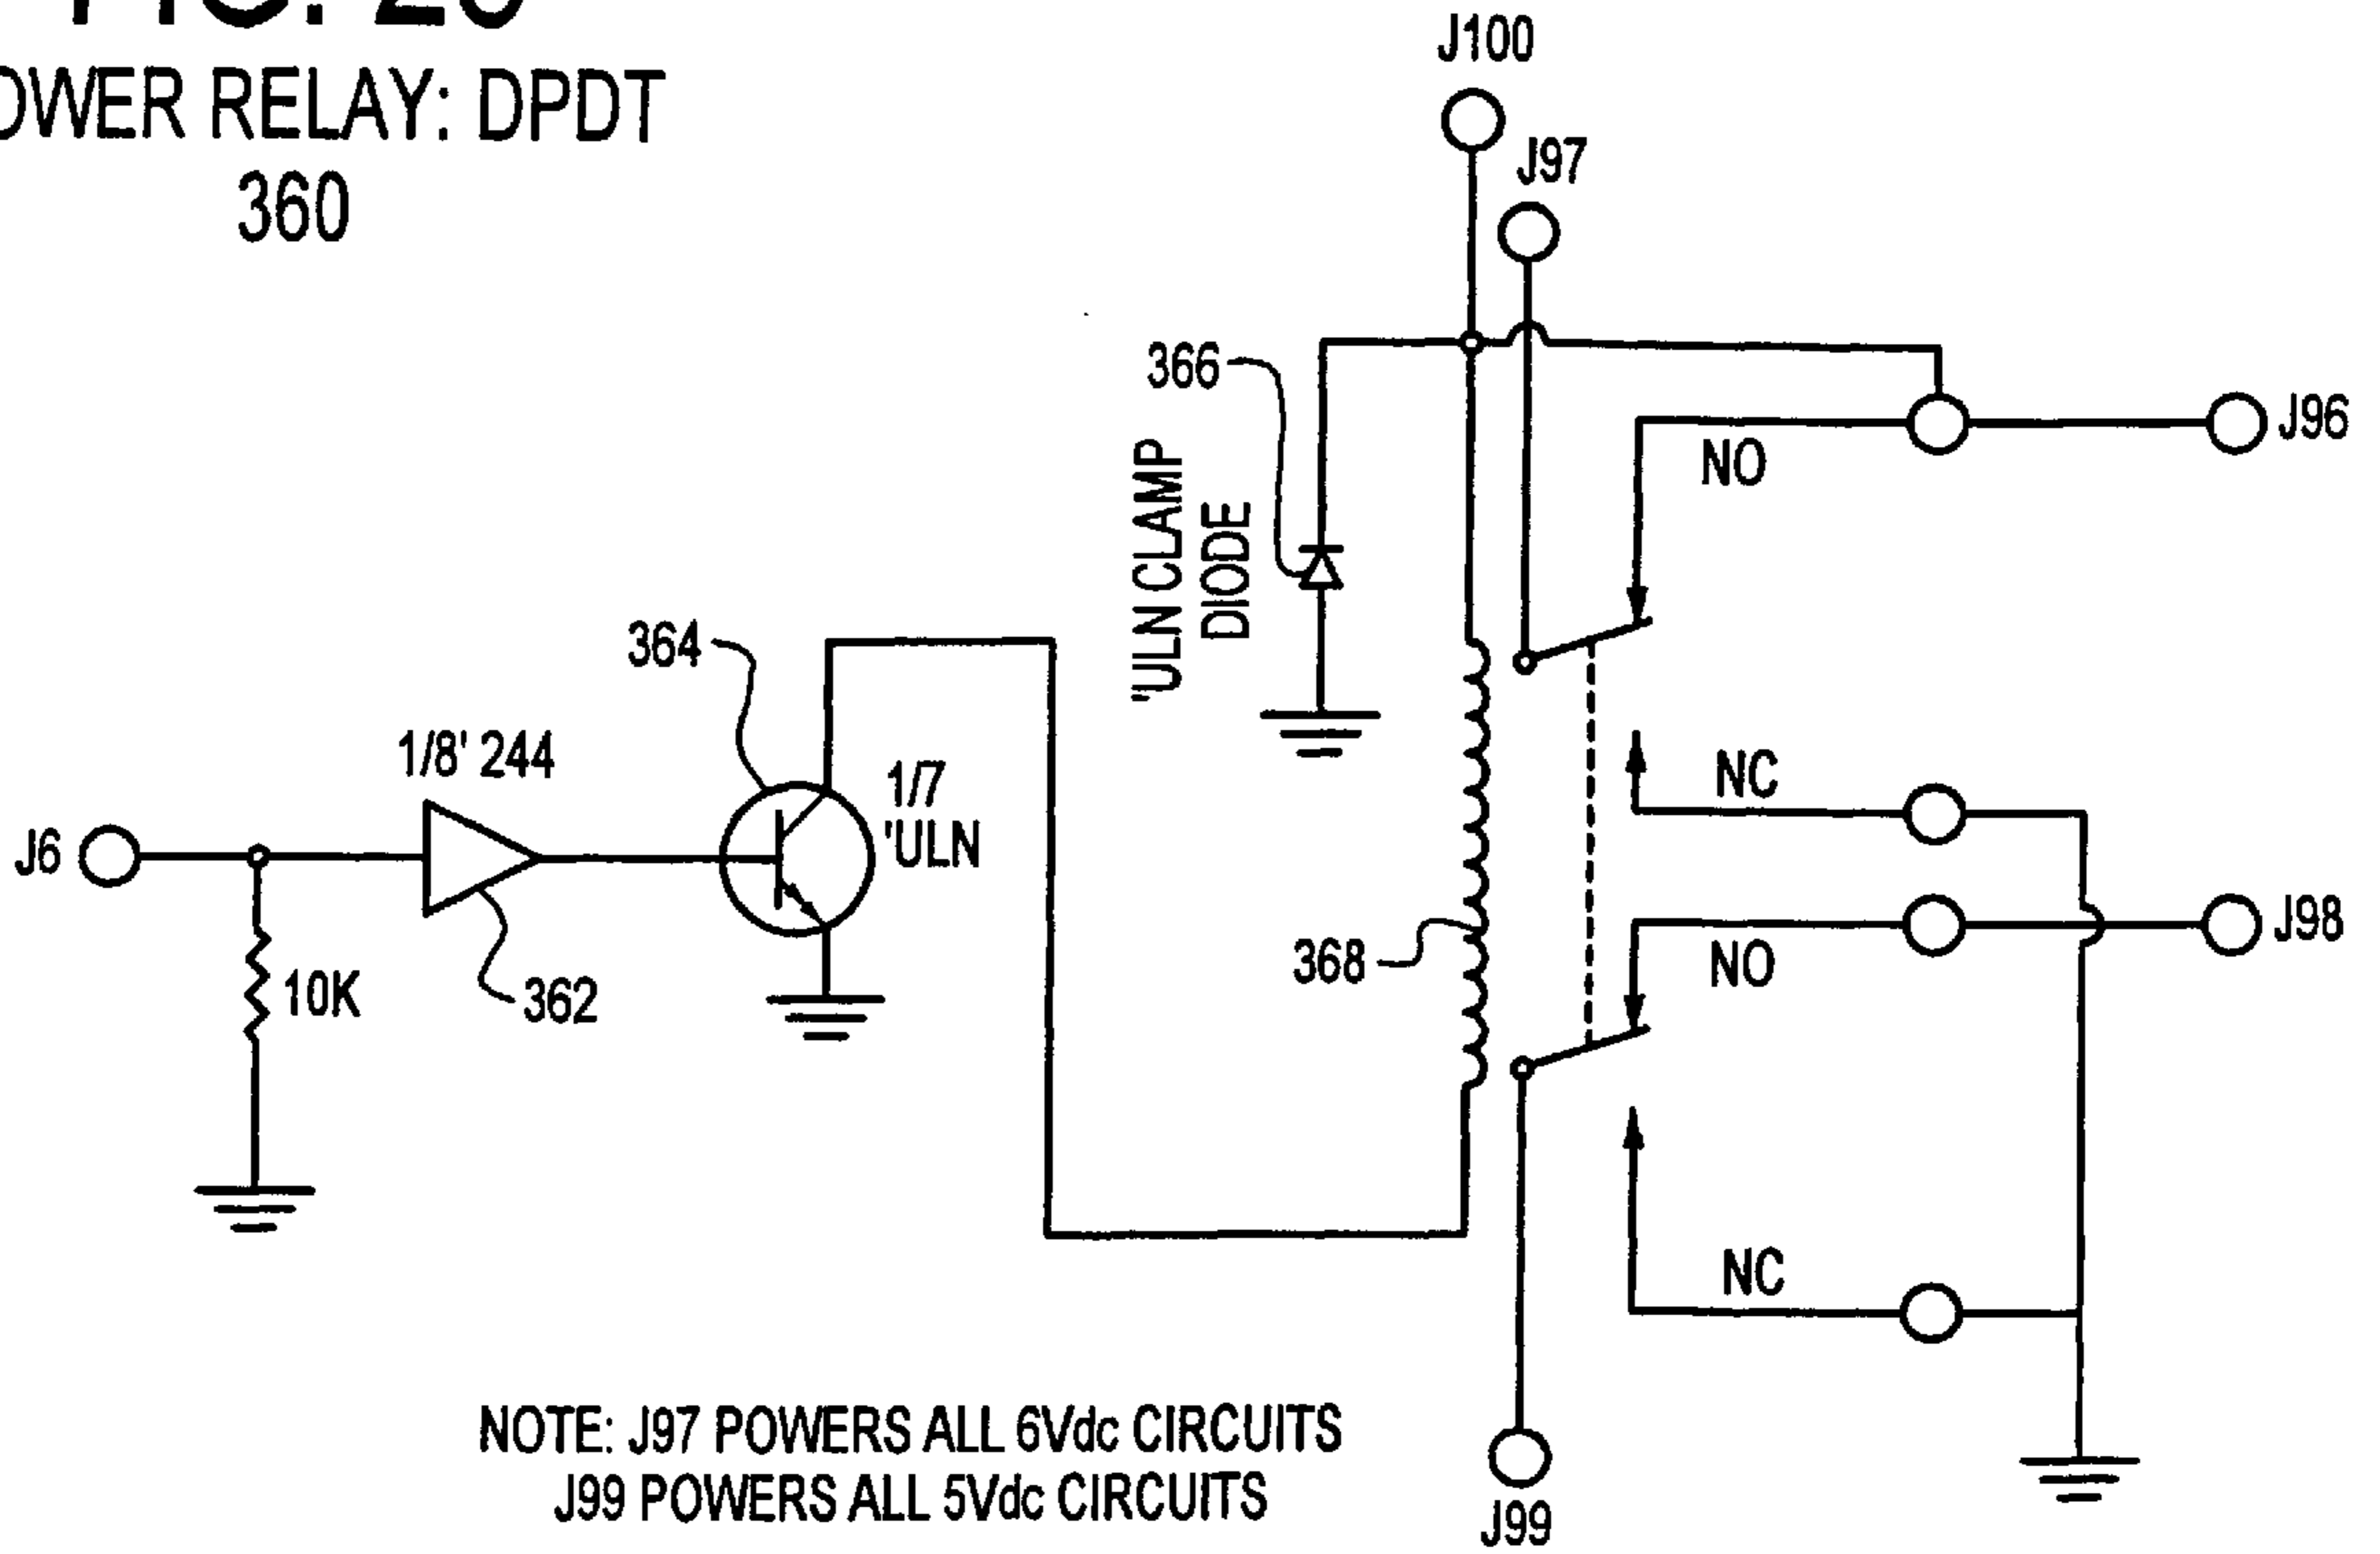 RELAY: DPDT
360
J100
J97
366
'ULN CLAMP
DIODE
NO
J96
364
1/8' 244
1/7
'ULN
NC
J6
362
10K
368
NO
J98
NC
NOTE: J97 POWERS ALL 6Vdc CIRCUITS
J99 POWERS ALL 5Vdc CIRCUITS
J99